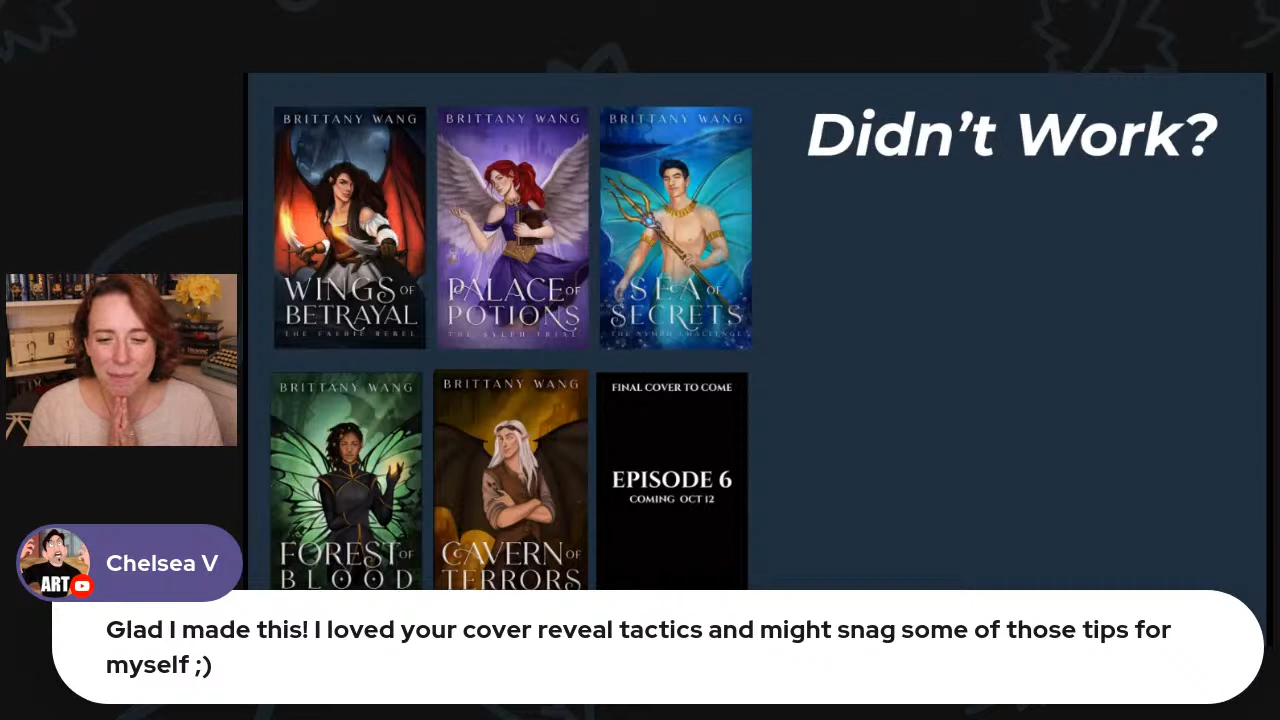 Didn't Work?
BRITTANY WANG
WINGS OF
BETRAYAL
THE FAERIE REBEL
BRITTANY WANG
PALACE OF
POTIONS
THE SYLPH TRIAL
BRITTANY WANG
SEA OF
SECRETS
THE NYMPH CHALLENGE
BRITTANY WANG
FOREST OF
BLOOD
BRITTANY WANG
CAVERN OF
TERRORS
FINAL COVER TO COME
EPISODE 6
COMING OCT 12
ART
Chelsea V
Glad I made this! I loved your cover reveal tactics and might snag some of those tips for
myself ;)